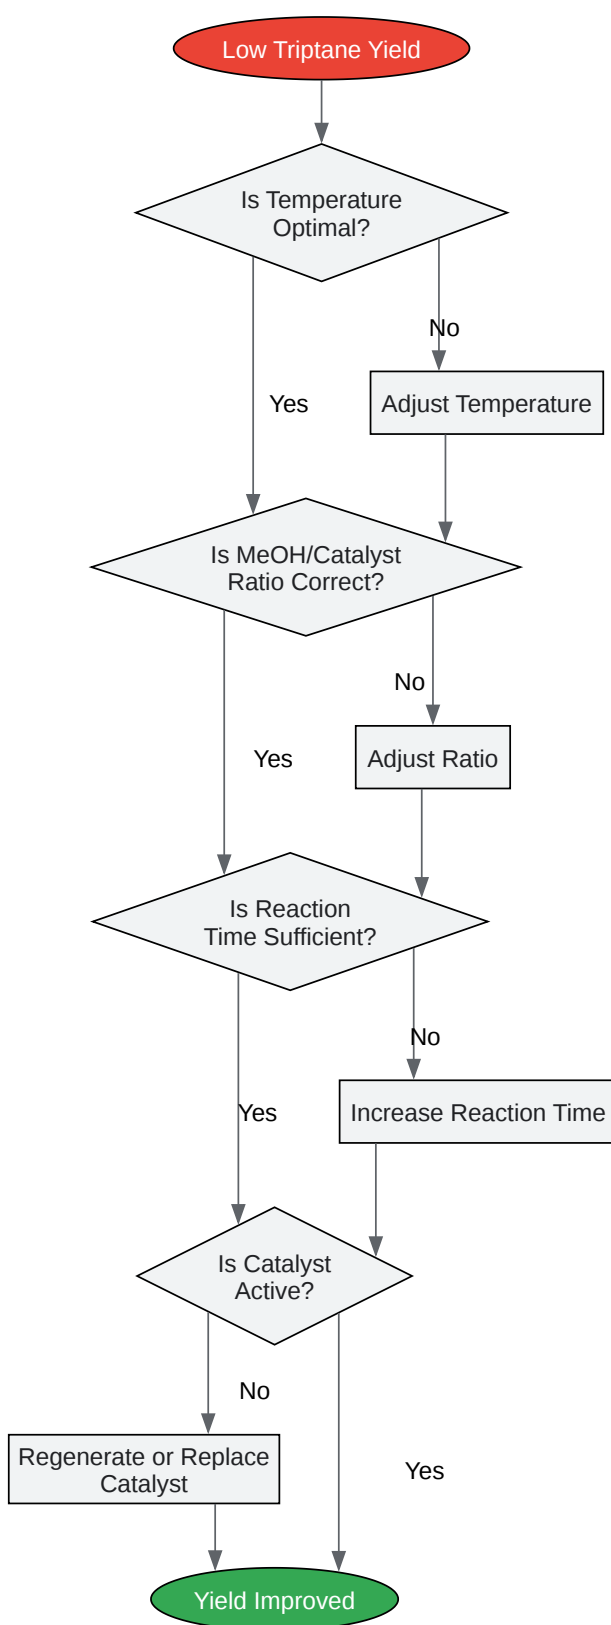 Low Triptane Yield
Is Temperature
Optimal?
No
Yes
Adjust Temperature
Is MeOH/Catalyst
Ratio Correct?
No
Yes
Adjust Ratio
Is Reaction
Time Sufficient?
No
Yes
Increase Reaction Time
Is Catalyst
Active?
No
Regenerate or Replace
Catalyst
Yes
Yield Improved